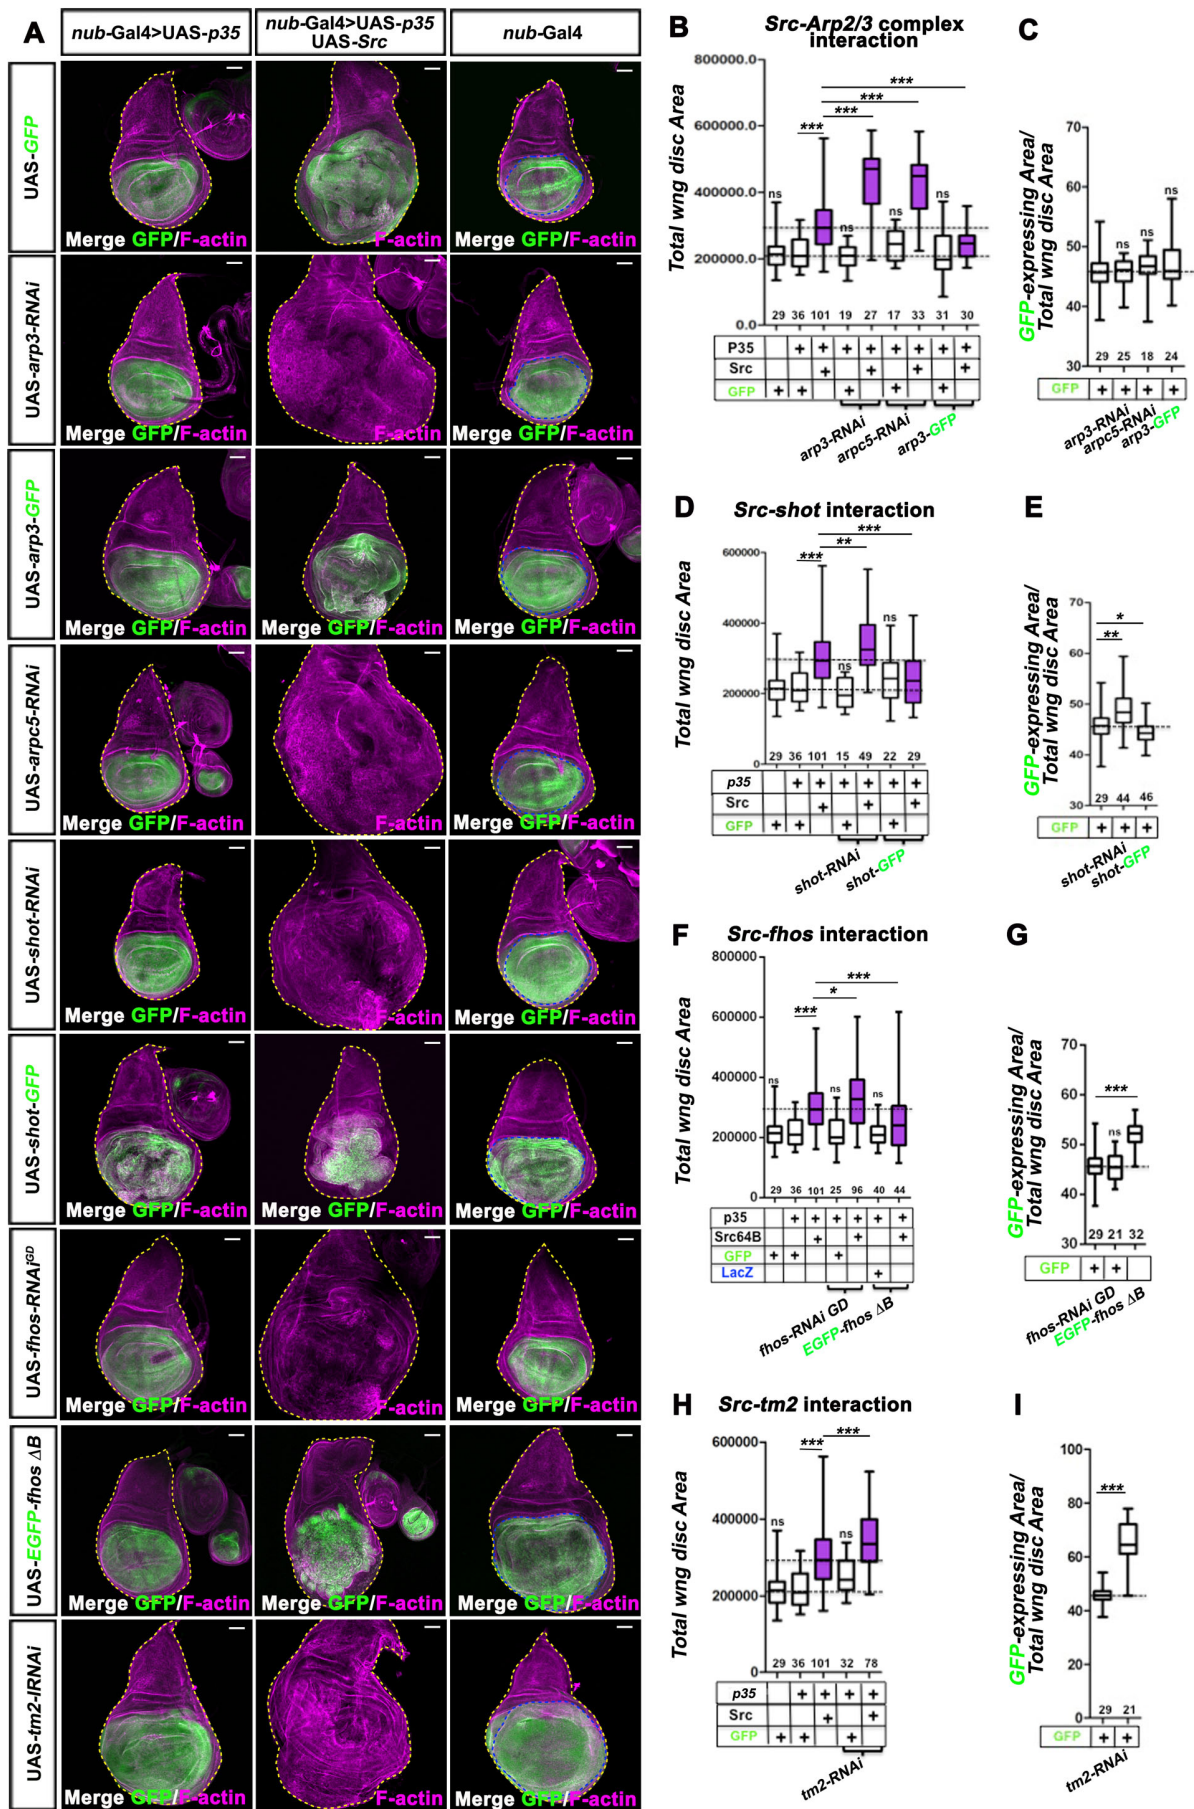 A
nub-Gal4>UAS-p35
nub-Gal4>UAS-p35
UAS-Src
nub-Gal4
UAS-GFP
Merge GFP/F-actin
F-actin
Merge GFP/F-actin
UAS-arp3-RNAi
Merge GFP/F-actin
F-actin
Merge GFP/F-actin
UAS-arp3-GFP
Merge GFP/F-actin
Merge GFP/F-actin
Merge GFP/F-actin
UAS-arpc5-RNAi
Merge GFP/F-actin
F-actin
Merge GFP/F-actin
UAS-shot-RNAi
Merge GFP/F-actin
F-actin
Merge GFP/F-actin
UAS-shot-GFP
Merge GFP/F-actin
Merge GFP/F-actin
Merge GFP/F-actin
UAS-fhos-RNAiGD
Merge GFP/F-actin
F-actin
Merge GFP/F-actin
UAS-EGFP-fhos ΔB
Merge GFP/F-actin
Merge GFP/F-actin
Merge GFP/F-actin
UAS-tm2-IRNAi
Merge GFP/F-actin
F-actin
Merge GFP/F-actin
B
Src-Arp2/3 complex
interaction
Total wng disc Area
800000.0
600000.0
400000.0
200000.0
0.0
***
***
***
***
ns
ns
ns
ns
29 36 101 19 27 17 33 31 30
P35 + + + + + + + +
Src + + + +
GFP + + + + +
arp3-RNAi
arpc5-RNAi
arp3-GFP
C
GFP-expressing Area/
Total wng disc Area
70
60
50
40
30
ns
ns
ns
29 25 18 24
GFP + + + +
arp3-RNAi
arpc5-RNAi
arp3-GFP
D
Src-shot interaction
Total wng disc Area
600000
400000
200000
0
***
**
***
ns
ns
29 36 101 15 49 22 29
p35 + + + + + +
Src + + +
GFP + + + +
shot-RNAi
shot-GFP
E
GFP-expressing Area/
Total wng disc Area
70
60
50
40
30
*
**
29 44 46
GFP + + +
shot-RNAi
shot-GFP
F
Src-fhos interaction
Total wng disc Area
800000
600000
400000
200000
0
***
*
***
ns
ns
ns
29 36 101 25 96 40 44
p35 + + + + + +
Src64B + + +
GFP + + +
LacZ +
fhos-RNAi GD
EGFP-fhos ΔB
G
GFP-expressing Area/
Total wng disc Area
70
60
50
40
30
***
ns
29 21 32
GFP + +
fhos-RNAi GD
EGFP-fhos ΔB
H
Src-tm2 interaction
Total wng disc Area
600000
400000
200000
0
***
***
ns
ns
29 36 101 32 78
p35 + + + +
Src + +
GFP + + +
tm2-RNAi
I
GFP-expressing Area/
Total wng disc Area
100
80
60
40
20
0
***
29 21
GFP + +
tm2-RNAi